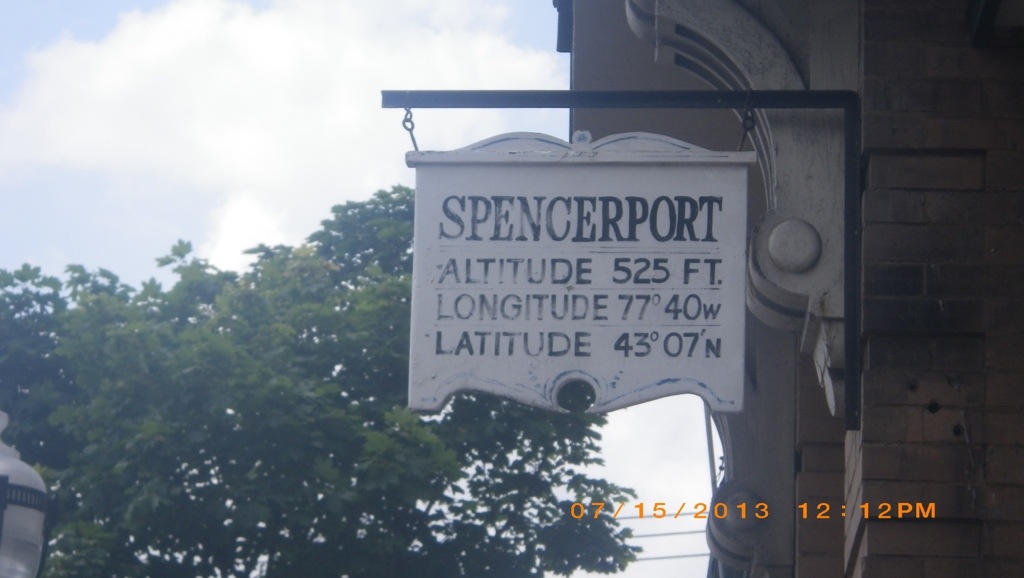 SPENCERPORT
ALTITUDE 525 FT.
LONGITUDE 77° 40W
LATITUDE 43° 07'N
07/15/2013 12:12PM